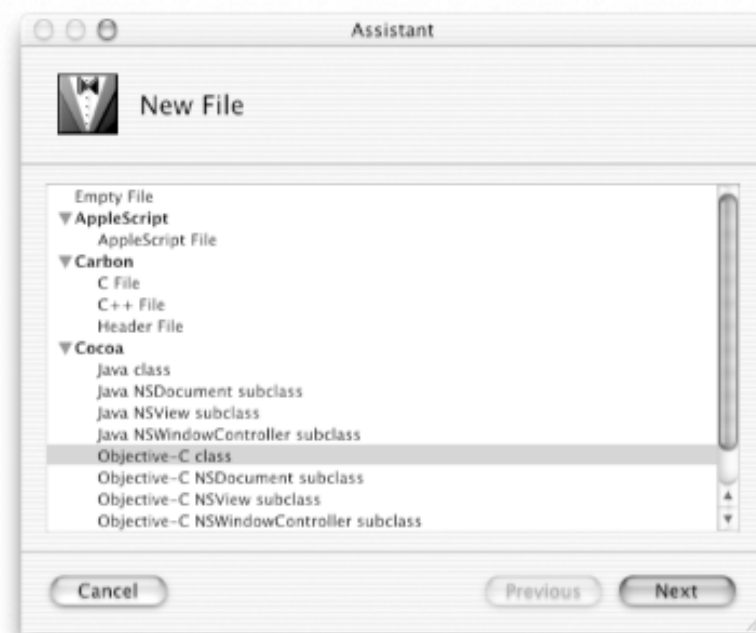 Assistant
New File
Empty File
AppleScript
AppleScript File
Carbon
C File
C++ File
Header File
Cocoa
Java class
Java NSDocument subclass
Java NSView subclass
Java NSWindowController subclass
Objective-C class
Objective-C NSDocument subclass
Objective-C NSView subclass
Objective-C NSWindowController subclass
Cancel Previous Next